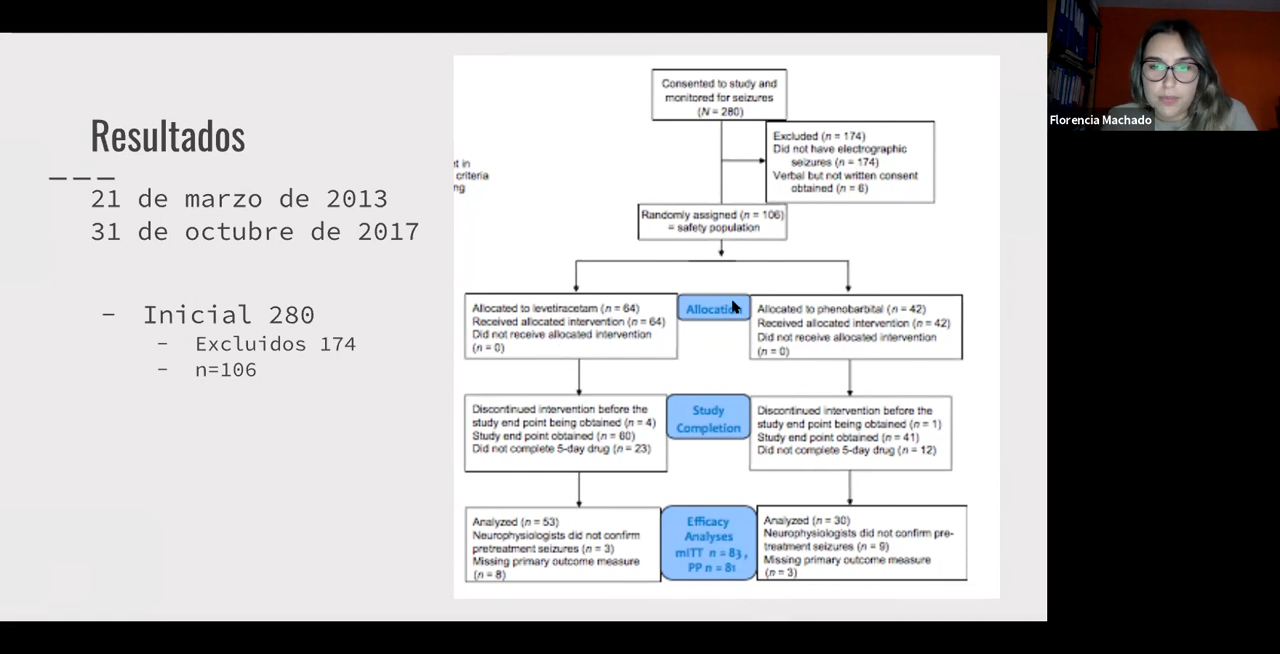 Resultados
21 de marzo de 2013
31 de octubre de 2017
- Inicial 280
- Excluidos 174
- n=106
t in
criteria
ng
Consented to study and
monitored for seizures
(N = 280)
Excluded (n = 174)
Did not have electrographic
seizures (n = 174)
Verbal but not written consent
obtained (n = 6)
Randomly assigned (n = 106)
= safety population
Allocated to levetiracetam (n = 64)
Received allocated intervention (n = 64)
Did not receive allocated intervention
(n = 0)
Allocation
Allocated to phenobarbital (n = 42)
Received allocated intervention (n = 42)
Did not receive allocated intervention
(n = 0)
Discontinued intervention before the
study end point being obtained (n = 4)
Study end point obtained (n = 60)
Did not complete 5-day drug (n = 23)
Study
Completion
Discontinued intervention before the
study end point being obtained (n = 1)
Study end point obtained (n = 41)
Did not complete 5-day drug (n = 12)
Analyzed (n = 53)
Neurophysiologists did not confirm
pretreatment seizures (n = 3)
Missing primary outcome measure
(n = 8)
Efficacy
Analyses
mITT n = 83,
PP n = 81
Analyzed (n = 30)
Neurophysiologists did not confirm pre-
treatment seizures (n = 9)
Missing primary outcome measure
(n = 3)
Florencia Machado